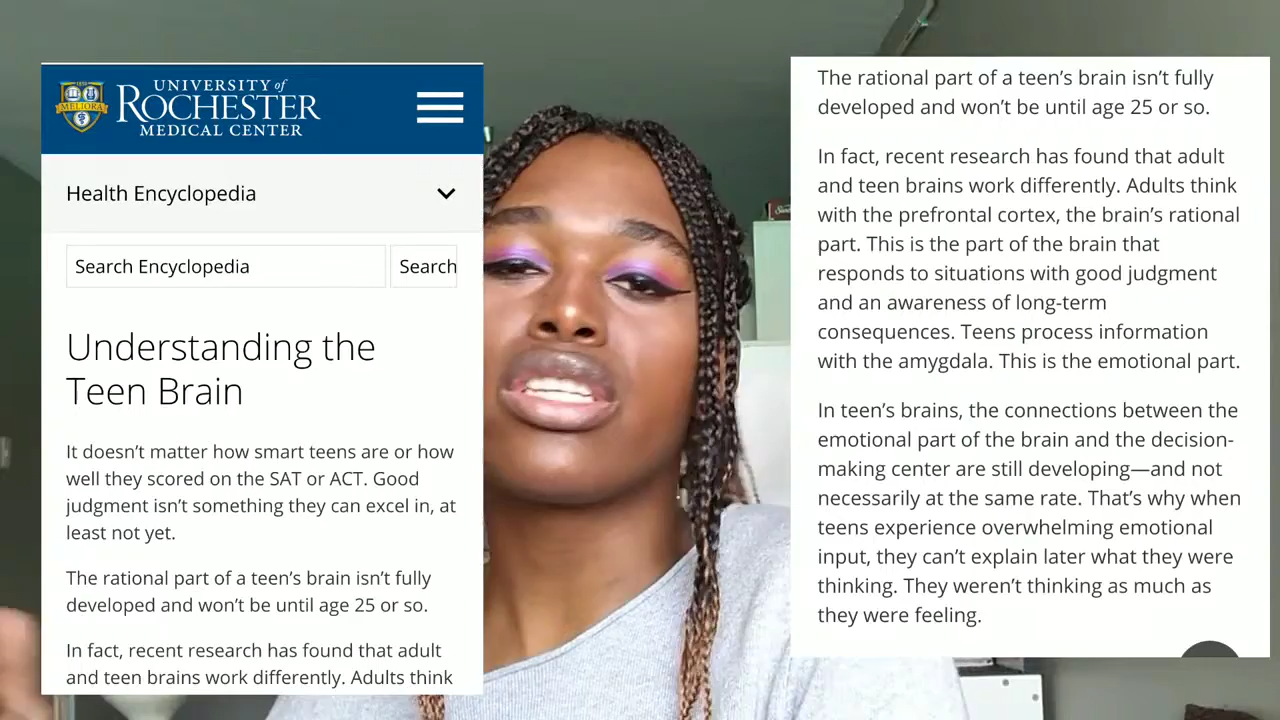 UNIVERSITY of
ROCHESTER
MEDICAL CENTER
MELIORA
Health Encyclopedia
Search Encyclopedia
Search
Understanding the
Teen Brain
It doesn’t matter how smart teens are or how
well they scored on the SAT or ACT. Good
judgment isn’t something they can excel in, at
least not yet.
The rational part of a teen’s brain isn’t fully
developed and won’t be until age 25 or so.
In fact, recent research has found that adult
and teen brains work differently. Adults think
The rational part of a teen’s brain isn’t fully
developed and won’t be until age 25 or so.
In fact, recent research has found that adult
and teen brains work differently. Adults think
with the prefrontal cortex, the brain’s rational
part. This is the part of the brain that
responds to situations with good judgment
and an awareness of long-term
consequences. Teens process information
with the amygdala. This is the emotional part.
In teen’s brains, the connections between the
emotional part of the brain and the decision-
making center are still developing—and not
necessarily at the same rate. That’s why when
teens experience overwhelming emotional
input, they can’t explain later what they were
thinking. They weren’t thinking as much as
they were feeling.